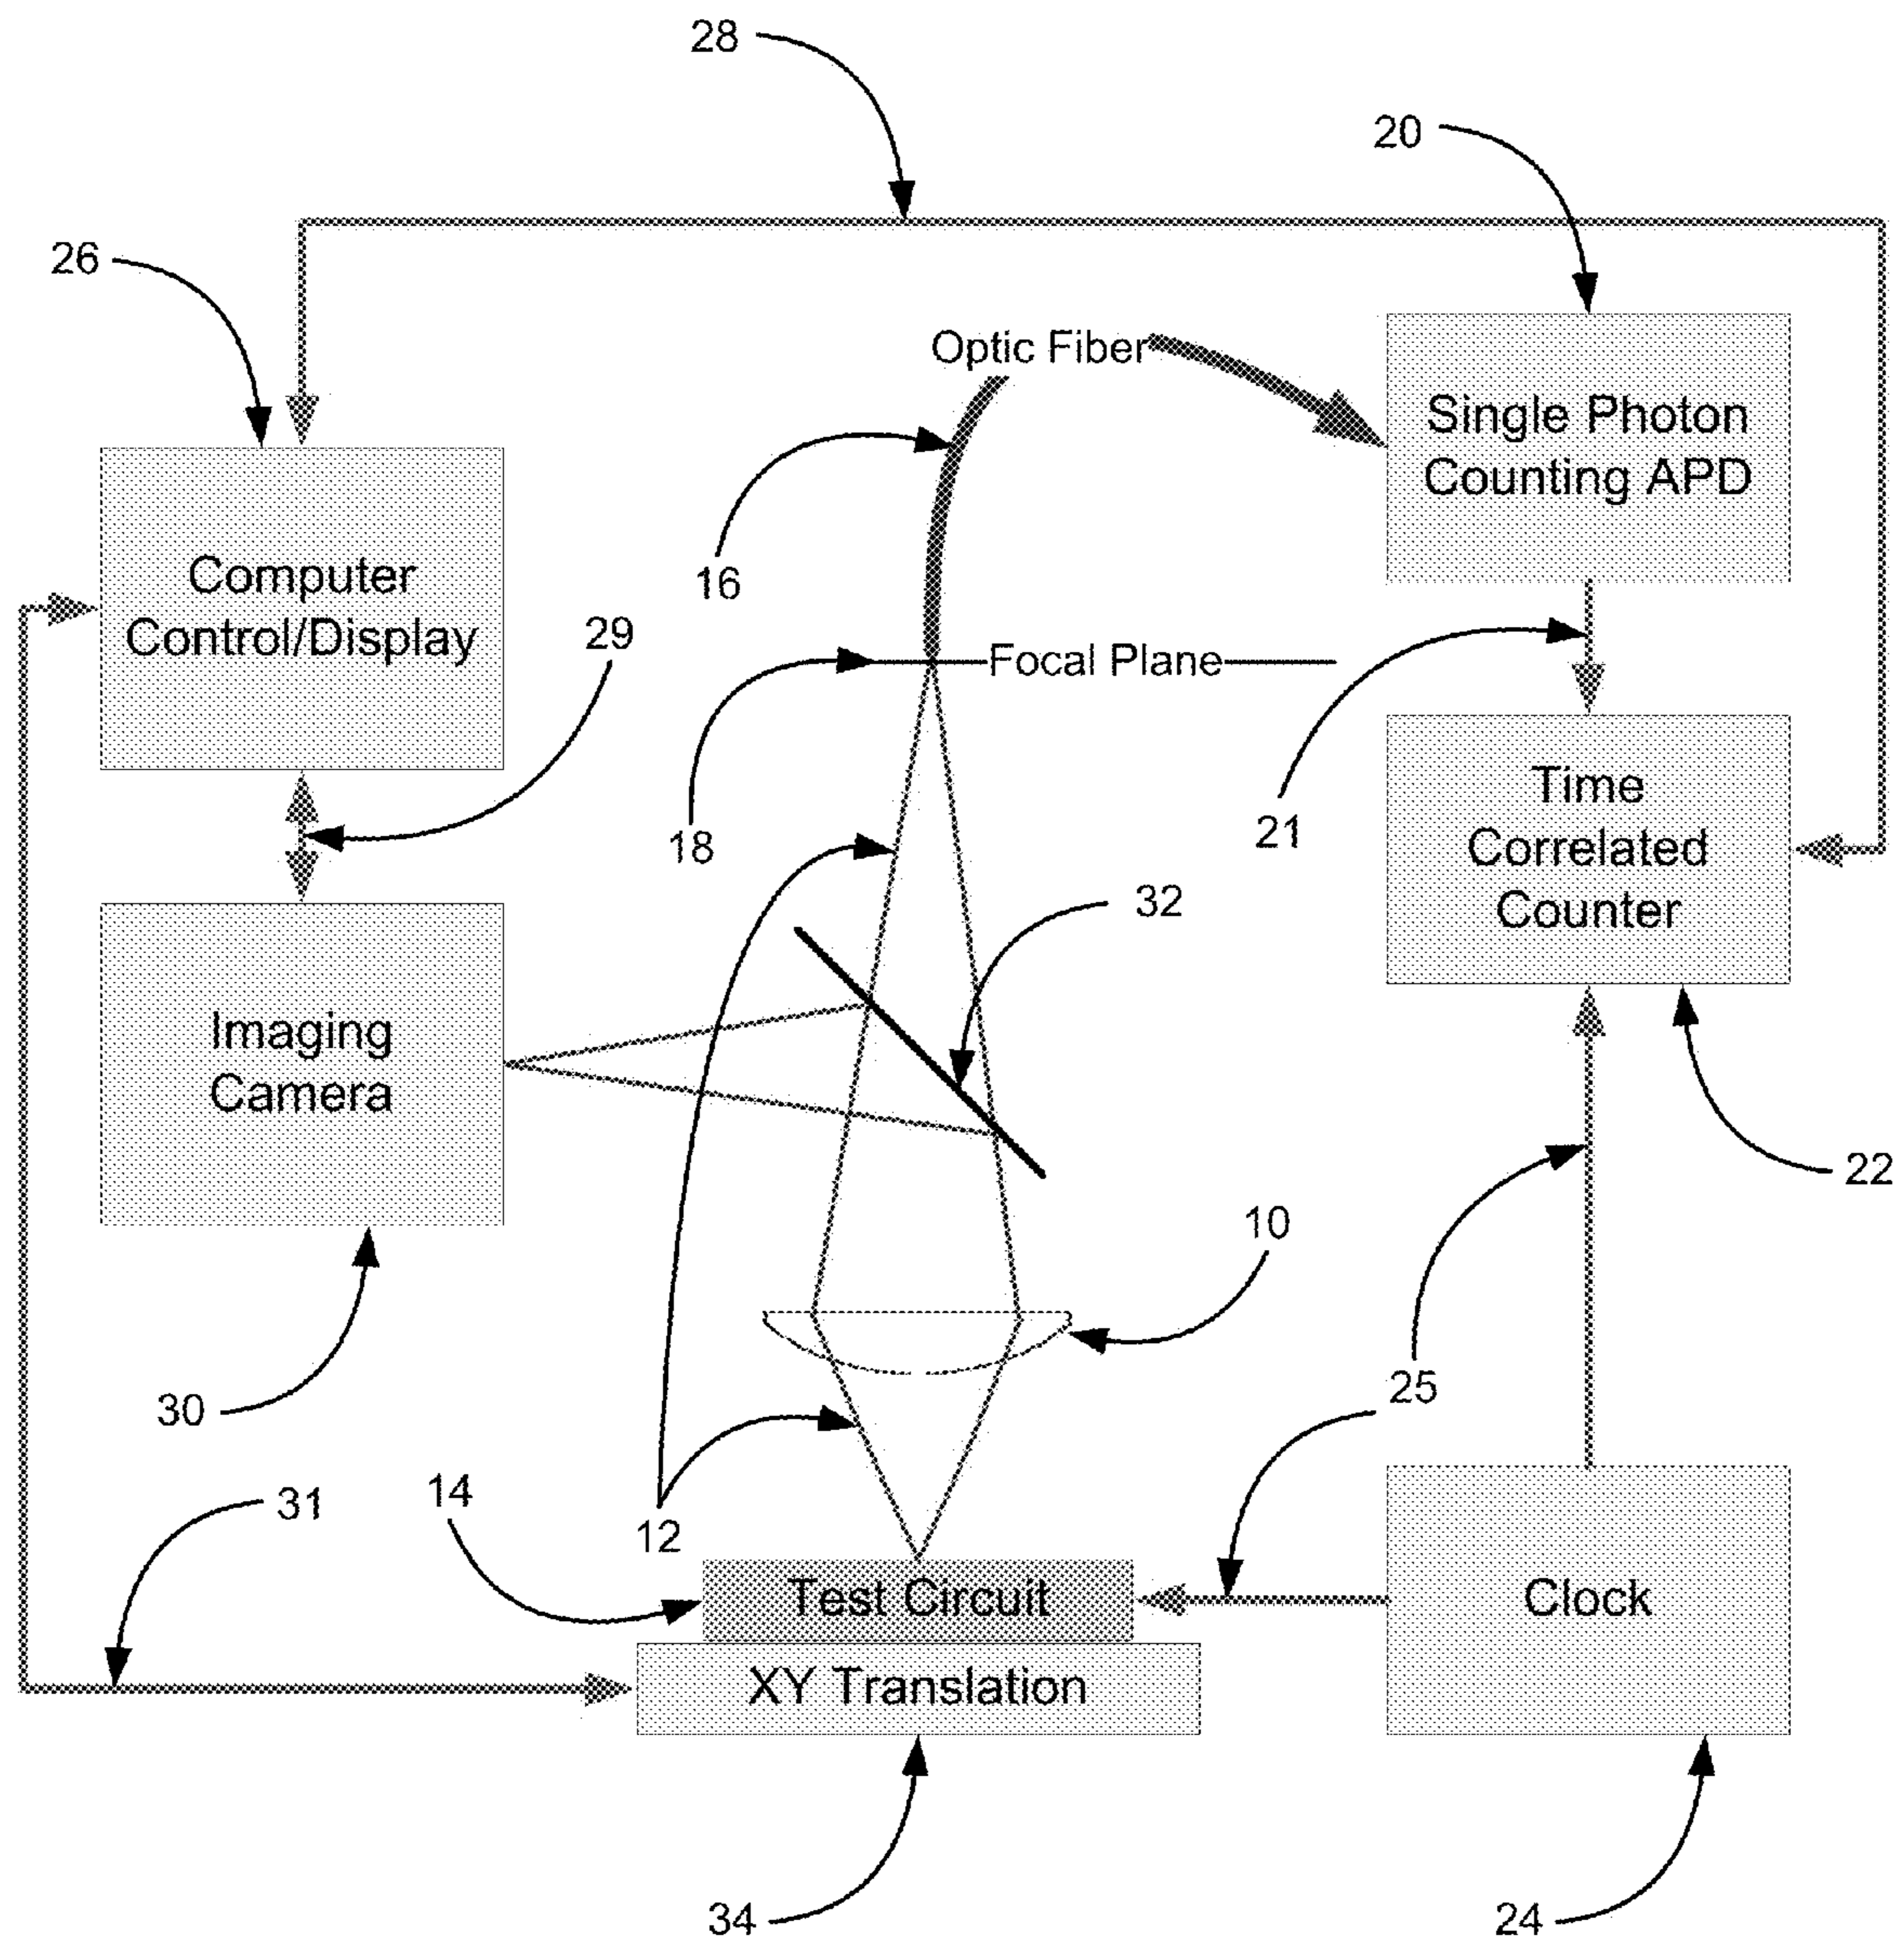 28
20
26
Optic Fiber
Single Photon
Counting APD
16
Computer
Control/Display
29
Focal Plane
18
21
Time
Correlated
Counter
32
Imaging
Camera
22
10
30
25
14
31
12
Test Circuit
Clock
XY Translation
34
24